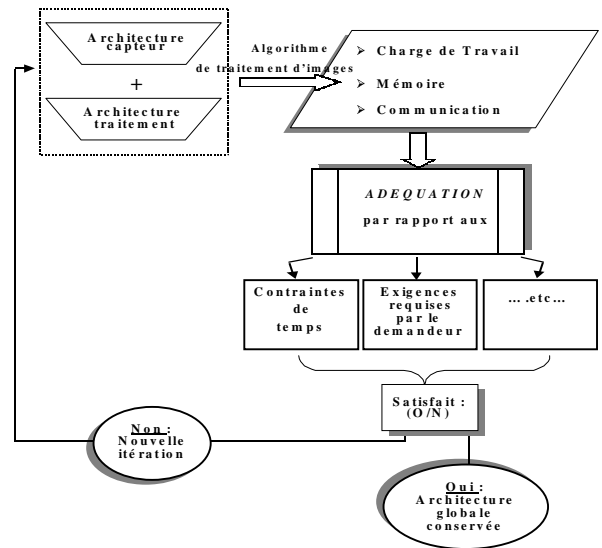 Architecture
capteur
+
Architecture
traitement
Algorithme
de traitement d'images
➢ Charge de Travail
➢ Mémoire
➢ Communication
ADEQUATION
par rapport aux
Contraintes
de
temps
Exigences
requises
par le
demandeur
... .etc...
Satisfait :
(O/N)
Non :
Nouvelle
itération
Oui :
Architecture
globale
conservée